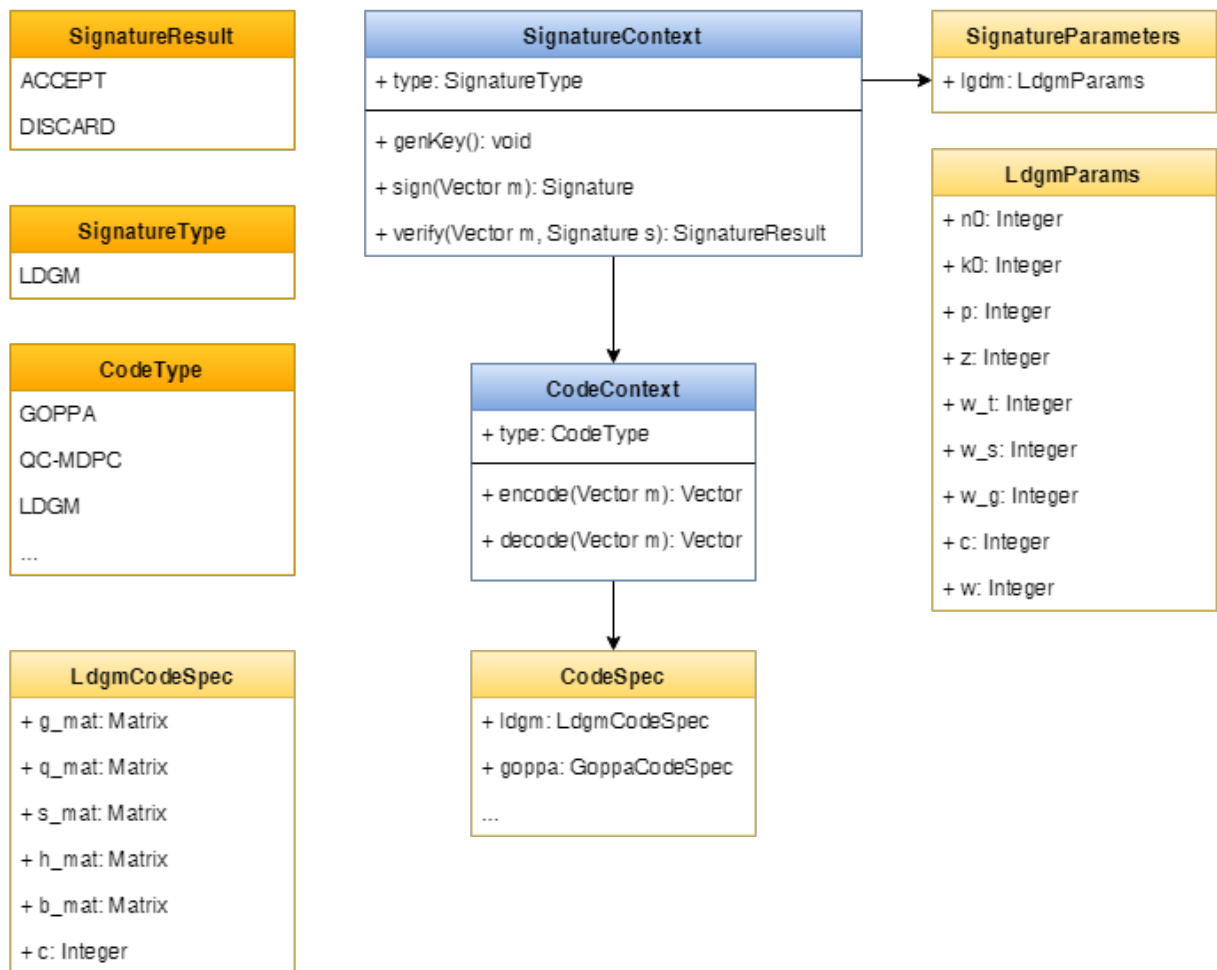 SignatureResult
ACCEPT
DISCARD
SignatureType
LDGM
CodeType
GOPPA
QC-MDPC
LDGM
...
LdgmCodeSpec
+ g_mat: Matrix
+ q_mat: Matrix
+ s_mat: Matrix
+ h_mat: Matrix
+ b_mat: Matrix
+ c: Integer
SignatureContext
+ type: SignatureType
+ genKey(): void
+ sign(Vector m): Signature
+ verify(Vector m, Signature s): SignatureResult
CodeContext
+ type: CodeType
+ encode(Vector m): Vector
+ decode(Vector m): Vector
CodeSpec
+ ldgm: LdgmCodeSpec
+ goppa: GoppaCodeSpec
...
SignatureParameters
+ lgdm: LdgmParams
LdgmParams
+ n0: Integer
+ k0: Integer
+ p: Integer
+ z: Integer
+ w_t: Integer
+ w_s: Integer
+ w_g: Integer
+ c: Integer
+ w: Integer